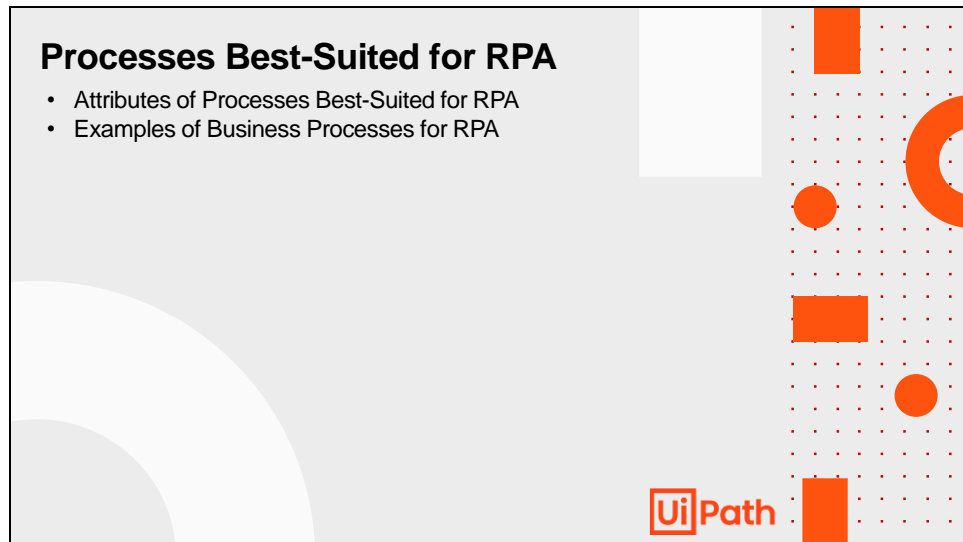 Processes Best-Suited for RPA
• Attributes of Processes Best-Suited for RPA
• Examples of Business Processes for RPA
UiPath